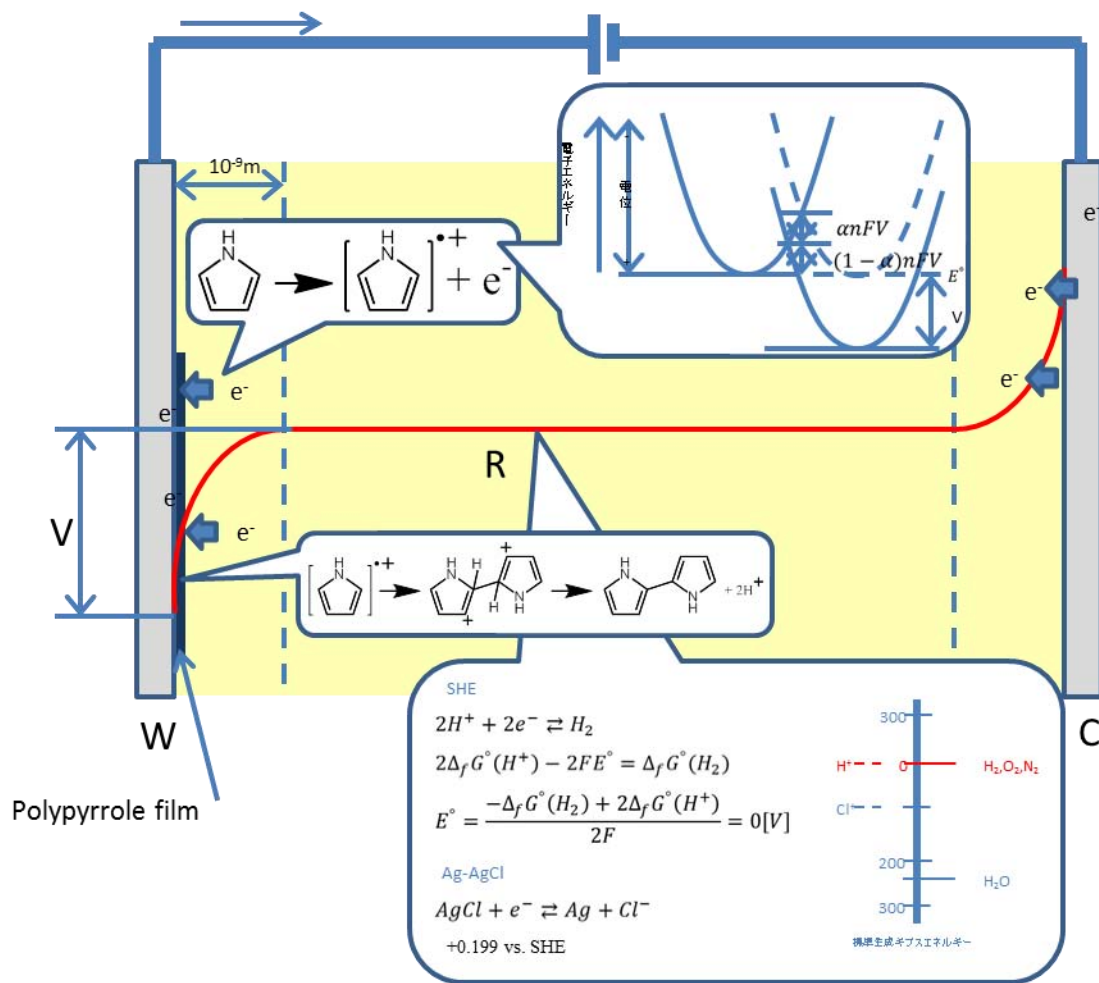 10⁻⁹m
電子エネルギー
電位
-
+
αnFV
(1 − α)nFV
E°
V
H
N
H
N
•+
+ e⁻
e⁻
e⁻
e⁻
e⁻
e⁻
e⁻
e⁻
R
V
H
N
•+
H
N
H
+
H
N
H
+
H
N
N
H
+ 2H⁺
W
C
Polypyrrole film
SHE
2H⁺ + 2e⁻ ⇄ H₂
2Δ_f G°(H⁺) − 2FE° = Δ_f G°(H₂)
E° = (−Δ_f G°(H₂) + 2Δ_f G°(H⁺)) / 2F = 0[V]
Ag-AgCl
AgCl + e⁻ ⇄ Ag + Cl⁻
+0.199 vs. SHE
300
H⁺
0
H₂,O₂,N₂
200
H₂O
300
標準生成ギブスエネルギー